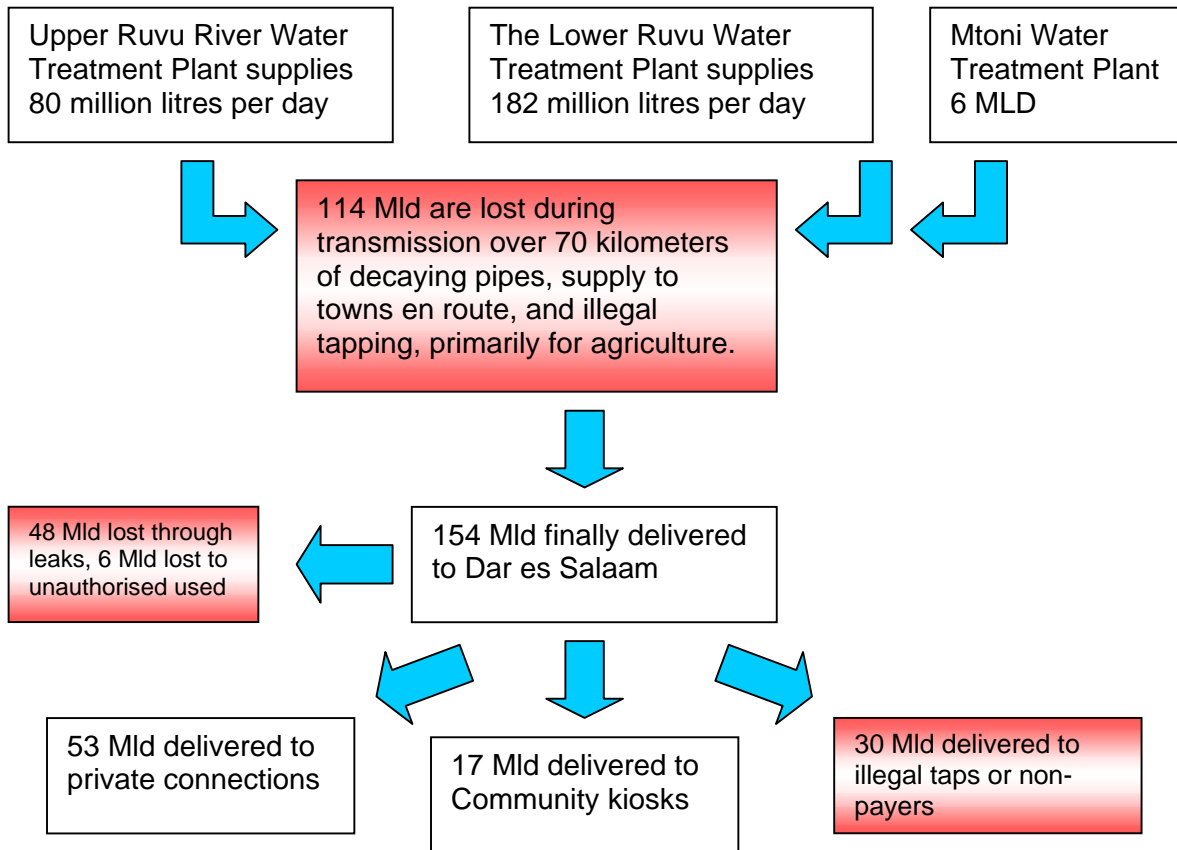 Upper Ruvu River Water
Treatment Plant supplies
80 million litres per day
The Lower Ruvu Water
Treatment Plant supplies
182 million litres per day
Mtoni Water
Treatment Plant
6 MLD
114 Mld are lost during
transmission over 70 kilometers
of decaying pipes, supply to
towns en route, and illegal
tapping, primarily for agriculture.
48 Mld lost through
leaks, 6 Mld lost to
unauthorised used
154 Mld finally delivered
to Dar es Salaam
53 Mld delivered to
private connections
17 Mld delivered to
Community kiosks
30 Mld delivered to
illegal taps or non-
payers